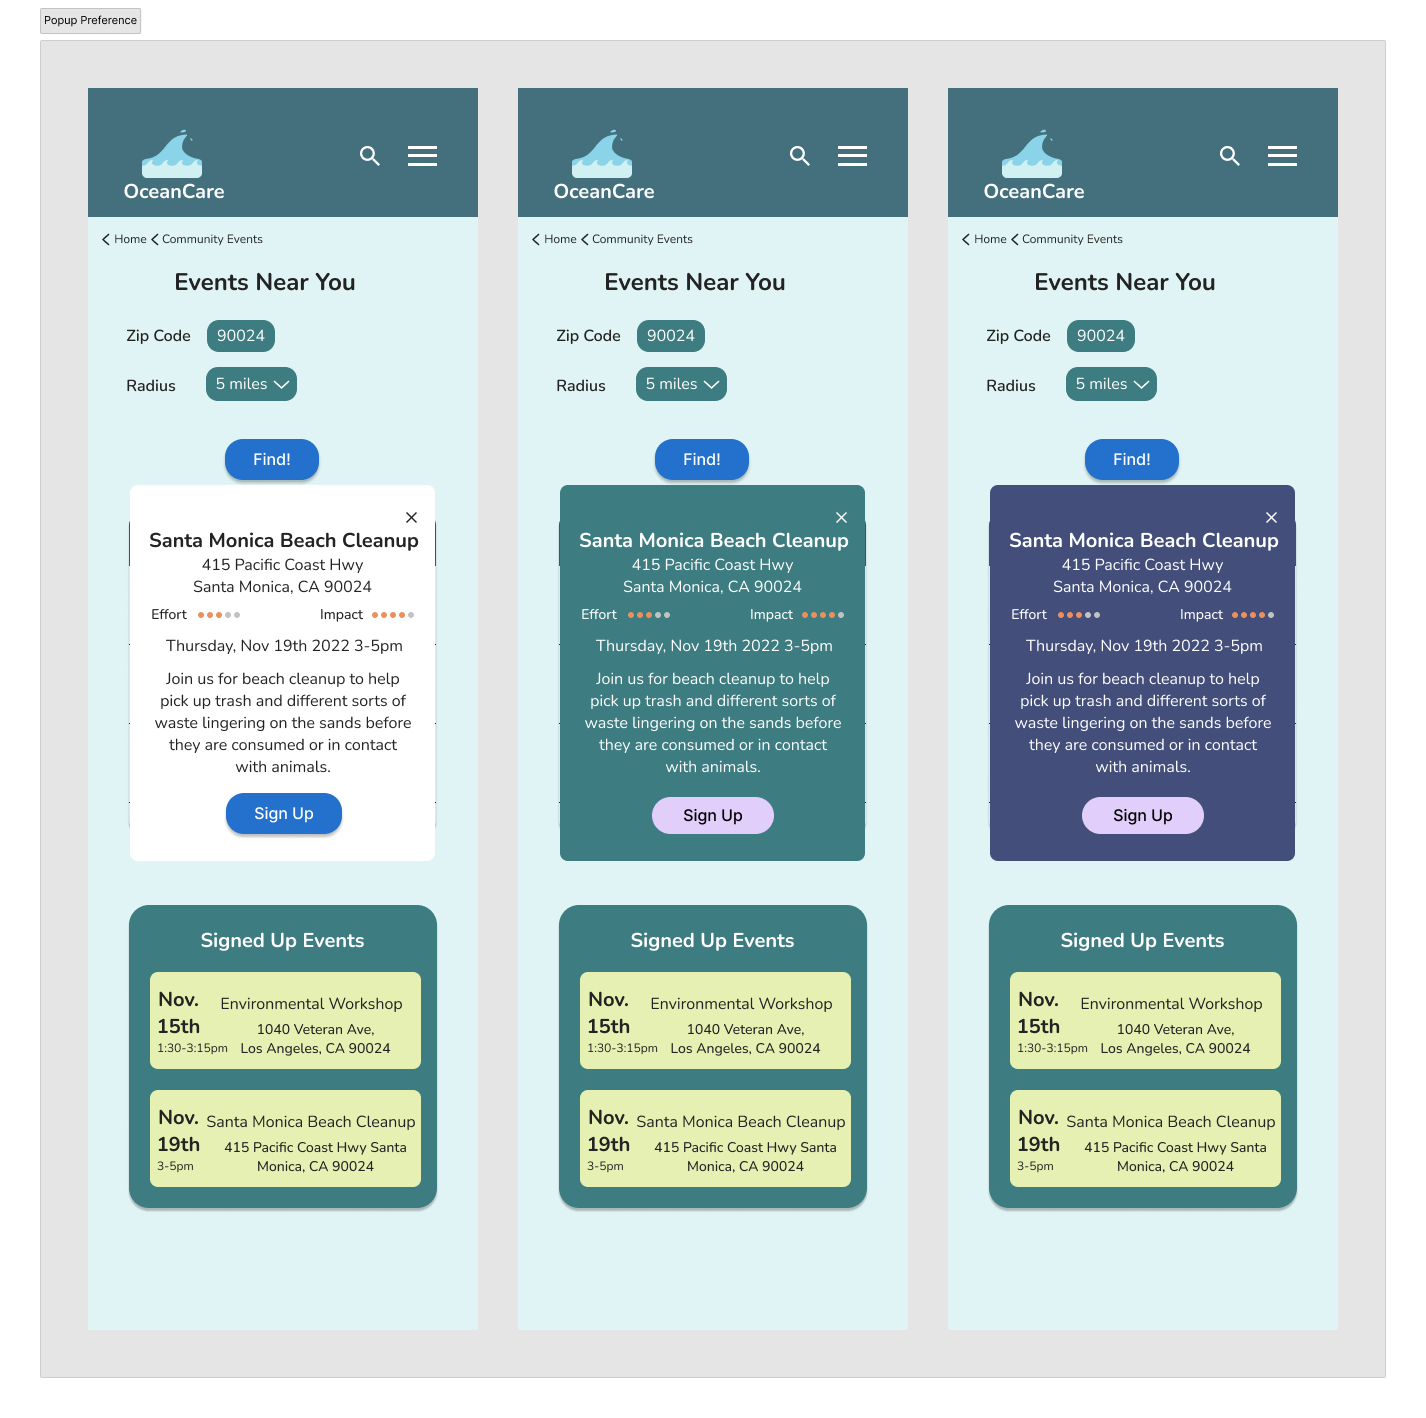 Popup Preference
OceanCare
Home Community Events
Events Near You
Zip Code 90024
Radius 5 miles
Find!
Santa Monica Beach Cleanup
415 Pacific Coast Hwy
Santa Monica, CA 90024
Effort Impact
Thursday, Nov 19th 2022 3-5pm
Join us for beach cleanup to help
pick up trash and different sorts of
waste lingering on the sands before
they are consumed or in contact
with animals.
Sign Up
Signed Up Events
Nov.
15th
1:30-3:15pm
Environmental Workshop
1040 Veteran Ave,
Los Angeles, CA 90024
Nov.
19th
3-5pm
Santa Monica Beach Cleanup
415 Pacific Coast Hwy Santa
Monica, CA 90024
OceanCare
Home Community Events
Events Near You
Zip Code 90024
Radius 5 miles
Find!
Santa Monica Beach Cleanup
415 Pacific Coast Hwy
Santa Monica, CA 90024
Effort Impact
Thursday, Nov 19th 2022 3-5pm
Join us for beach cleanup to help
pick up trash and different sorts of
waste lingering on the sands before
they are consumed or in contact
with animals.
Sign Up
Signed Up Events
Nov.
15th
1:30-3:15pm
Environmental Workshop
1040 Veteran Ave,
Los Angeles, CA 90024
Nov.
19th
3-5pm
Santa Monica Beach Cleanup
415 Pacific Coast Hwy Santa
Monica, CA 90024
OceanCare
Home Community Events
Events Near You
Zip Code 90024
Radius 5 miles
Find!
Santa Monica Beach Cleanup
415 Pacific Coast Hwy
Santa Monica, CA 90024
Effort Impact
Thursday, Nov 19th 2022 3-5pm
Join us for beach cleanup to help
pick up trash and different sorts of
waste lingering on the sands before
they are consumed or in contact
with animals.
Sign Up
Signed Up Events
Nov.
15th
1:30-3:15pm
Environmental Workshop
1040 Veteran Ave,
Los Angeles, CA 90024
Nov.
19th
3-5pm
Santa Monica Beach Cleanup
415 Pacific Coast Hwy Santa
Monica, CA 90024